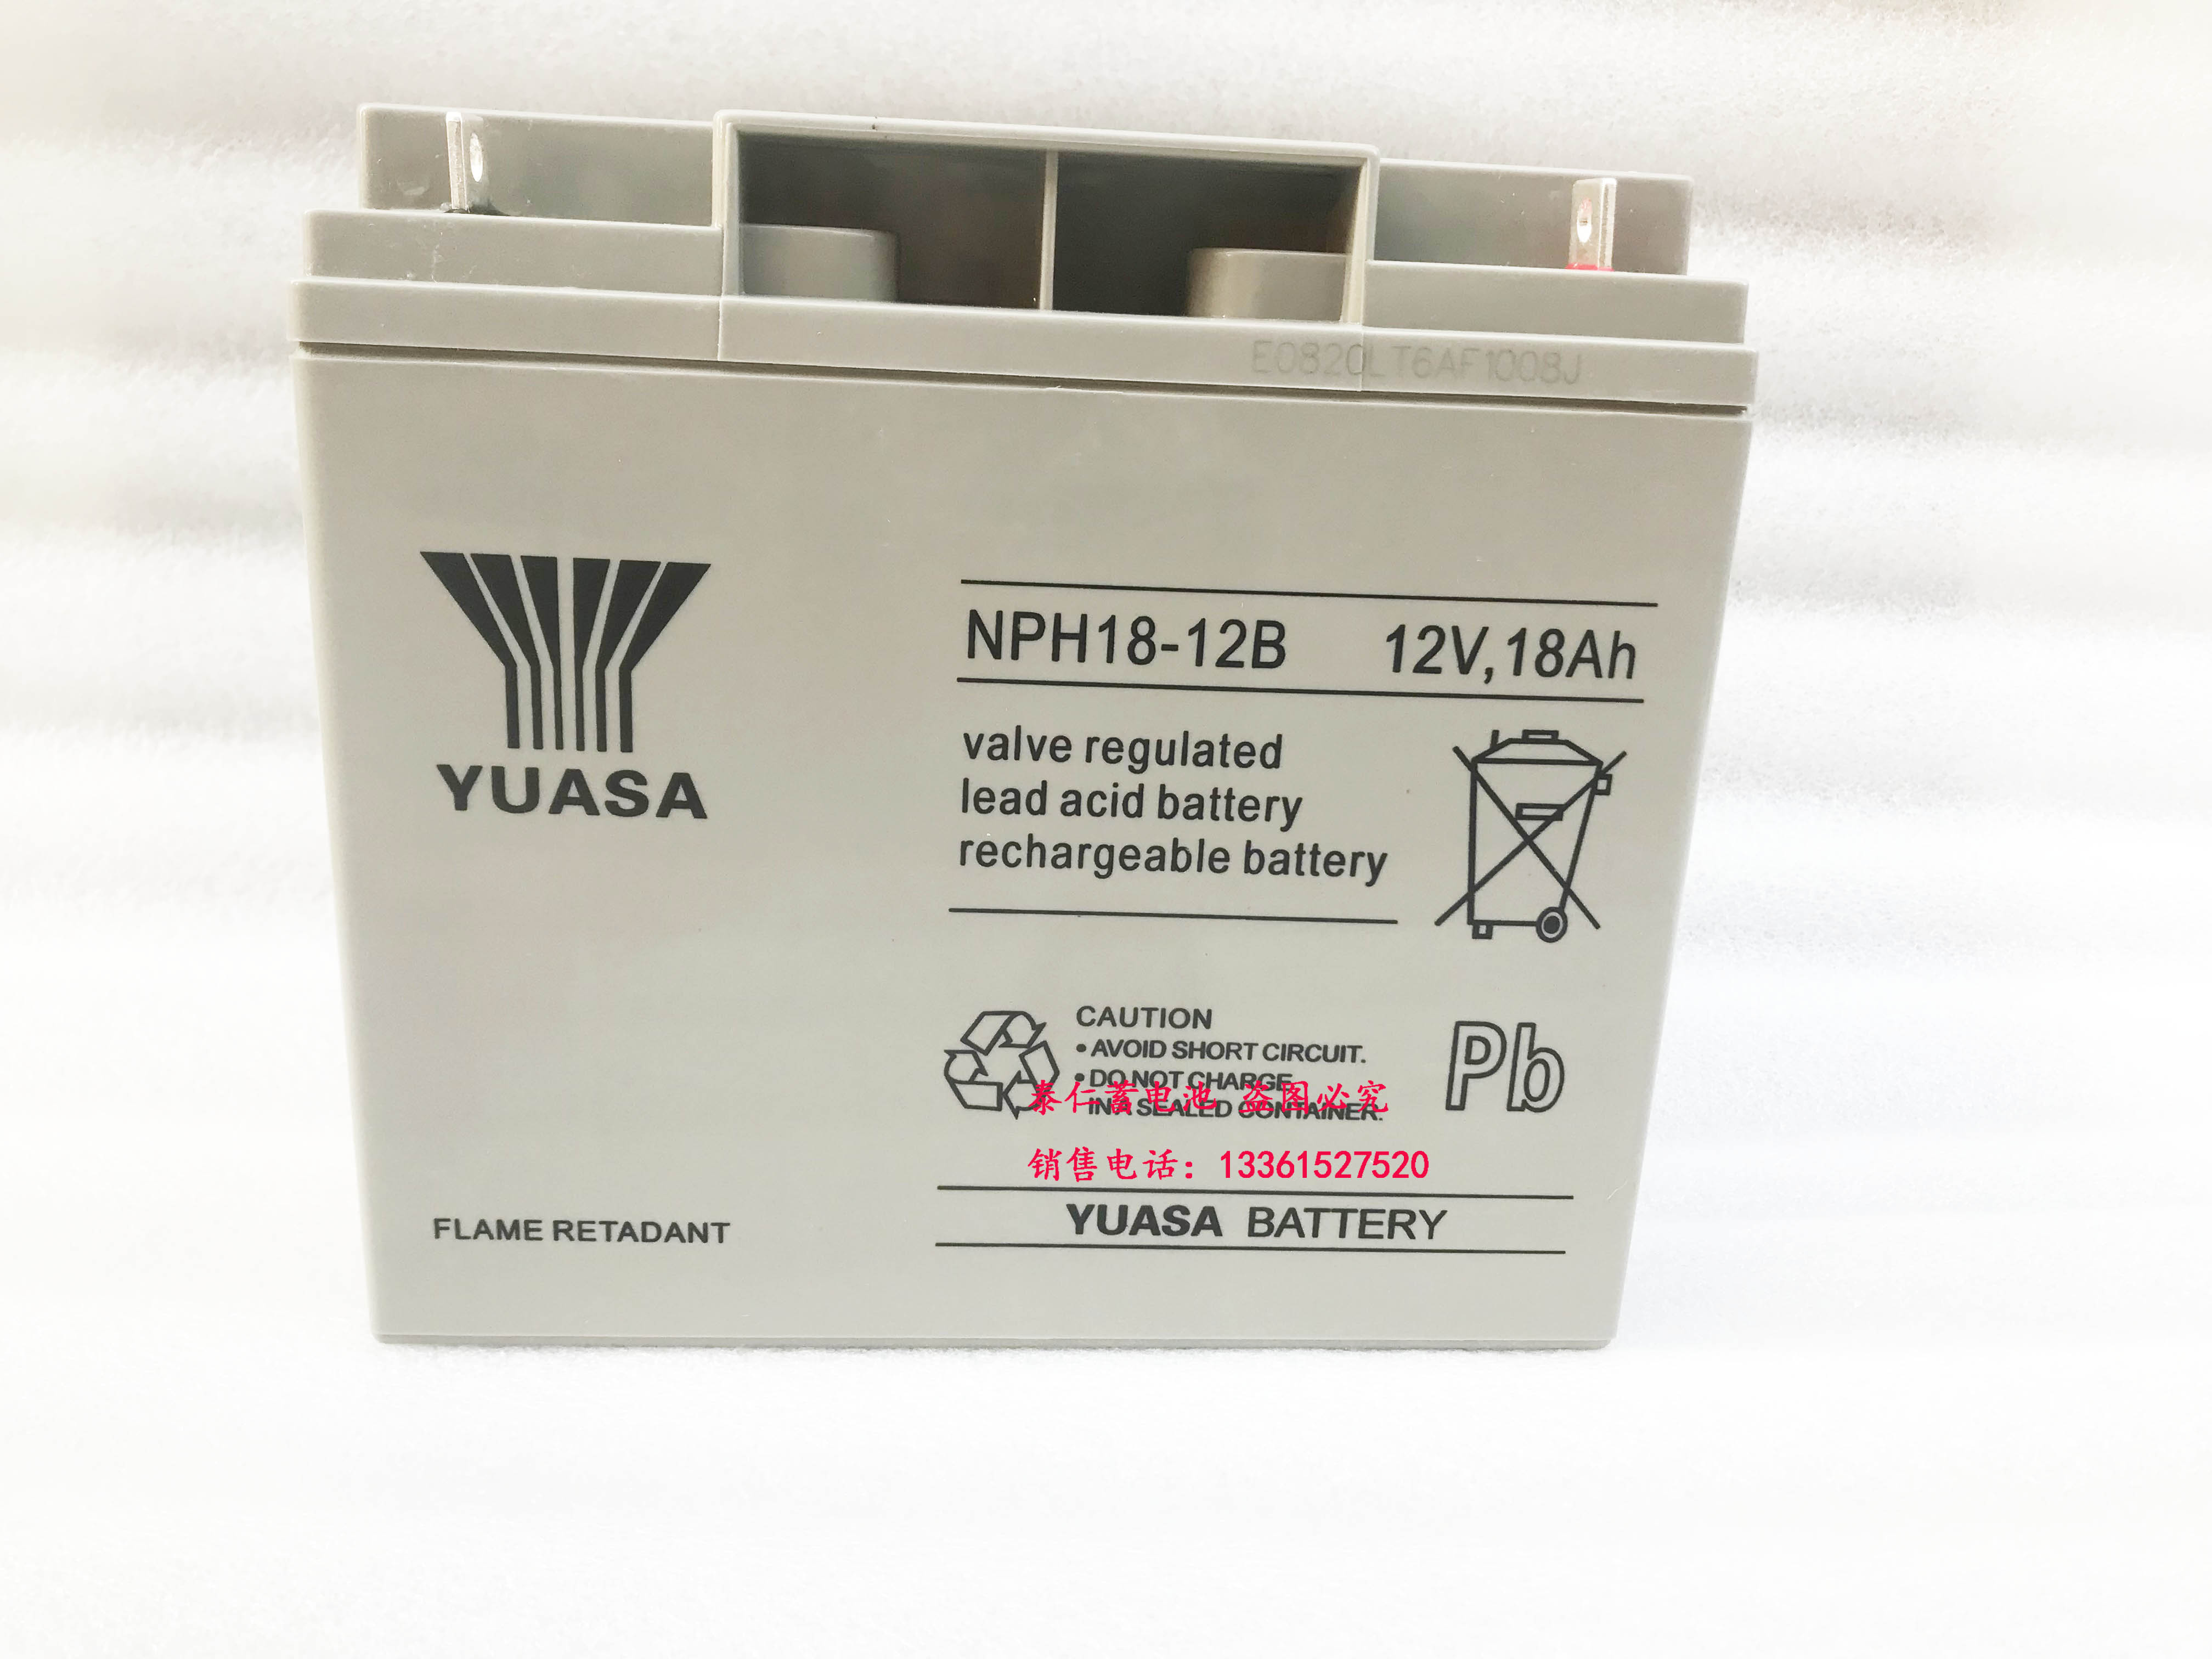 E0820LT6AF1008J
YUASA
NPH18-12B 12V,18Ah
valve regulated
lead acid battery
rechargeable battery
CAUTION
• AVOID SHORT CIRCUIT.
• DO NOT CHARGE
IN A SEALED CONTAINER.
Pb
泰仁蓄电池 盗图必究
销售电话：13361527520
YUASA BATTERY
FLAME RETADANT